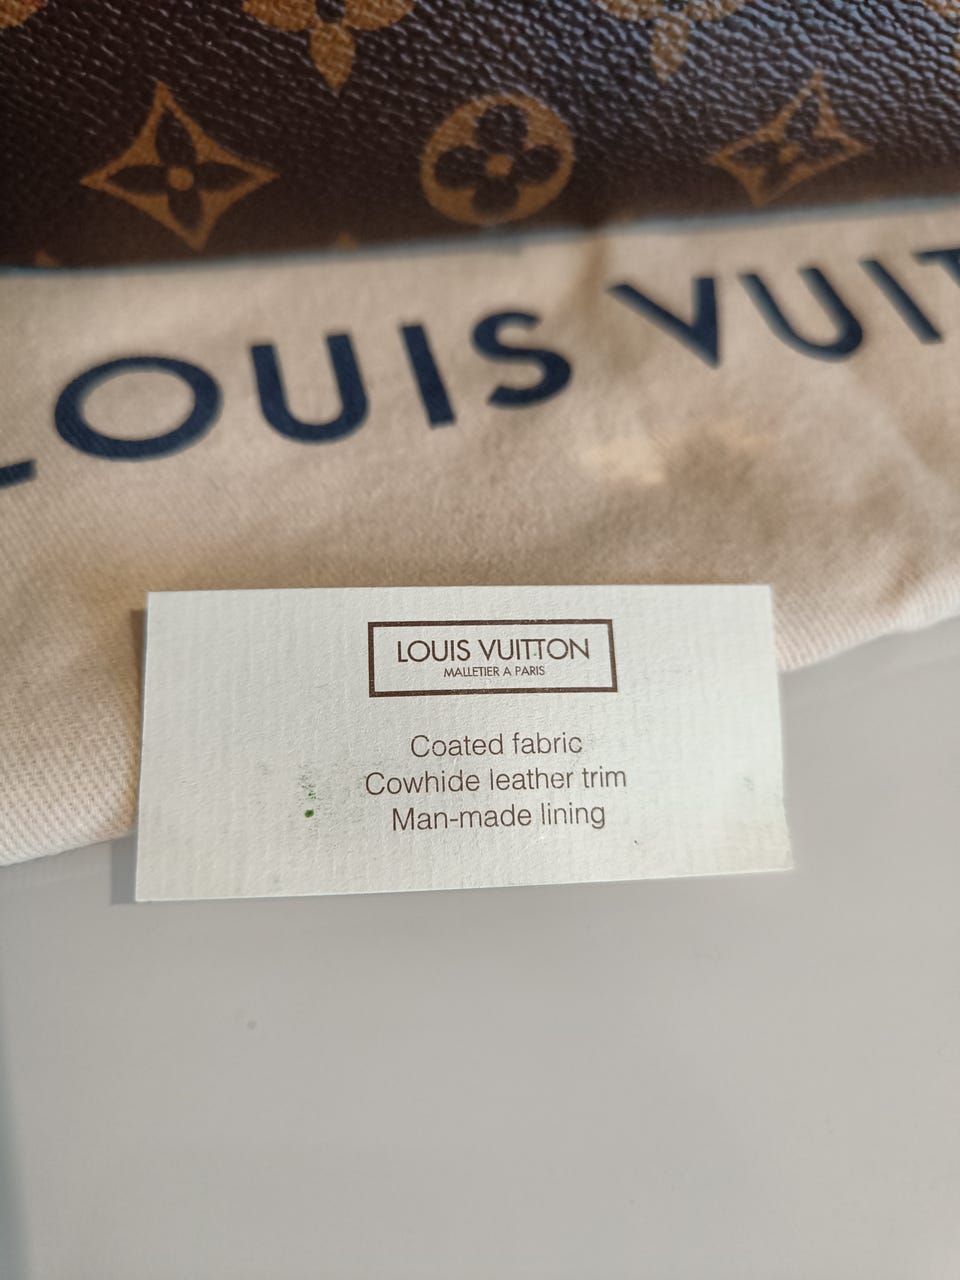 LOUIS VUIT
LOUIS VUITTON
MALLETIER A PARIS
Coated fabric
Cowhide leather trim
Man-made lining